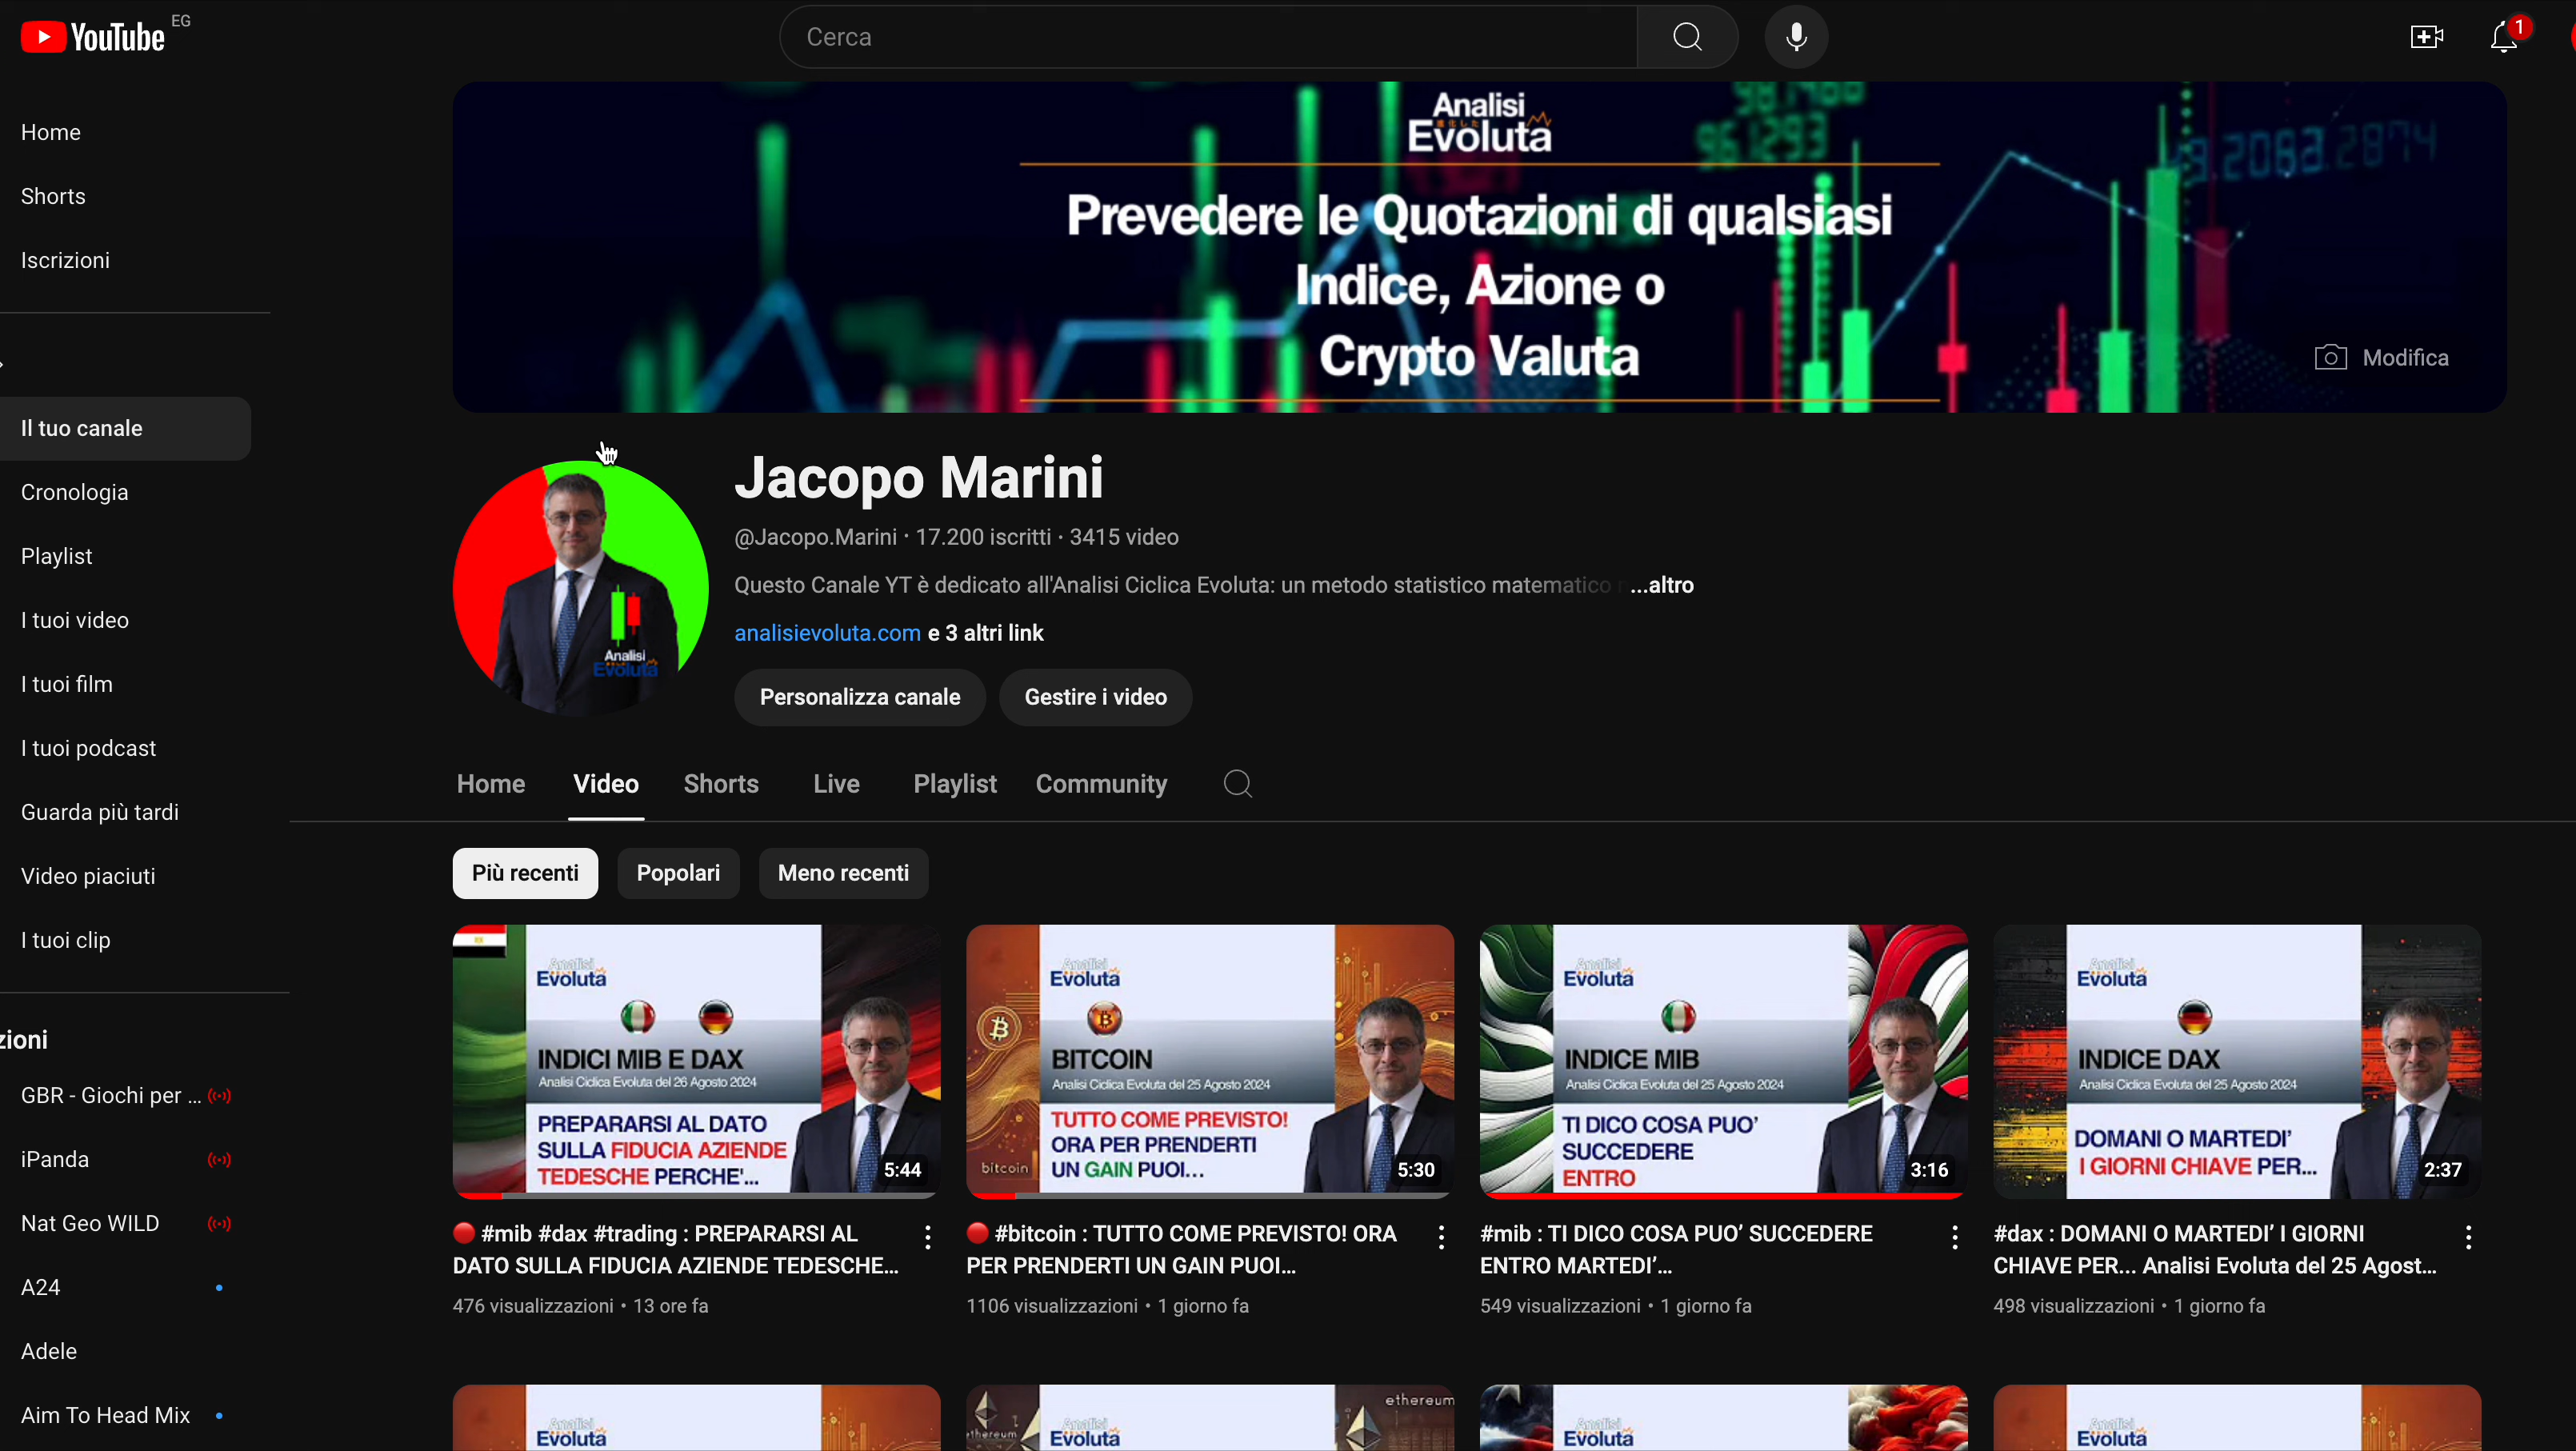 YouTube EG
Cerca
1
Home
Shorts
Iscrizioni
Il tuo canale
Cronologia
Playlist
I tuoi video
I tuoi film
I tuoi podcast
Guarda più tardi
Video piaciuti
I tuoi clip
zioni
GBR - Giochi per ...
iPanda
Nat Geo WILD
A24
Adele
Aim To Head Mix
Analisi
Evoluta
Prevedere le Quotazioni di qualsiasi
Indice, Azione o
Crypto Valuta
Modifica
Jacopo Marini
@Jacopo.Marini · 17.200 iscritti · 3415 video
Questo Canale YT è dedicato all'Analisi Ciclica Evoluta: un metodo statistico matematico ...altro
analisievoluta.com e 3 altri link
Personalizza canale
Gestire i video
Analisi
Evoluta
Home
Video
Shorts
Live
Playlist
Community
Più recenti
Popolari
Meno recenti
Analisi
Evoluta
INDICI MIB E DAX
Analisi Ciclica Evoluta del 26 Agosto 2024
PREPARARSI AL DATO
SULLA FIDUCIA AZIENDE
TEDESCHE PERCHE'...
5:44
🔴 #mib #dax #trading : PREPARARSI AL
DATO SULLA FIDUCIA AZIENDE TEDESCHE...
476 visualizzazioni · 13 ore fa
Analisi
Evoluta
BITCOIN
Analisi Ciclica Evoluta del 25 Agosto 2024
TUTTO COME PREVISTO!
ORA PER PRENDERTI
UN GAIN PUOI...
bitcoin
5:30
🔴 #bitcoin : TUTTO COME PREVISTO! ORA
PER PRENDERTI UN GAIN PUOI...
1106 visualizzazioni · 1 giorno fa
Analisi
Evoluta
INDICE MIB
Analisi Ciclica Evoluta del 25 Agosto 2024
TI DICO COSA PUO'
SUCCEDERE
ENTRO
3:16
#mib : TI DICO COSA PUO’ SUCCEDERE
ENTRO MARTEDI’...
549 visualizzazioni · 1 giorno fa
Analisi
Evoluta
INDICE DAX
Analisi Ciclica Evoluta del 25 Agosto 2024
DOMANI O MARTEDI'
I GIORNI CHIAVE PER...
2:37
#dax : DOMANI O MARTEDI’ I GIORNI
CHIAVE PER... Analisi Evoluta del 25 Agost...
498 visualizzazioni · 1 giorno fa
Analisi
Evoluta
ethereum
Analisi
Evoluta
ethereum
Analisi
Evoluta
Analisi
Evoluta